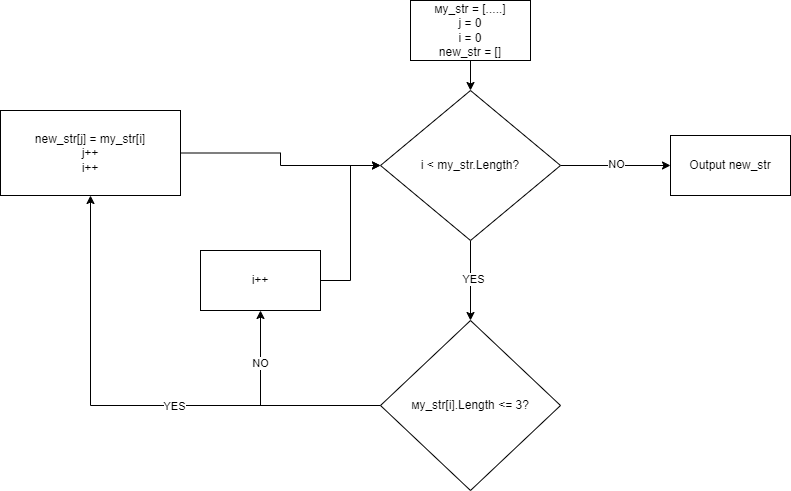 мy_str = [.....]
j = 0
i = 0
new_str = []
new_str[j] = my_str[i]
j++
i++
i < my_str.Length?
NO
Output new_str
i++
YES
NO
YES
мy_str[i].Length <= 3?